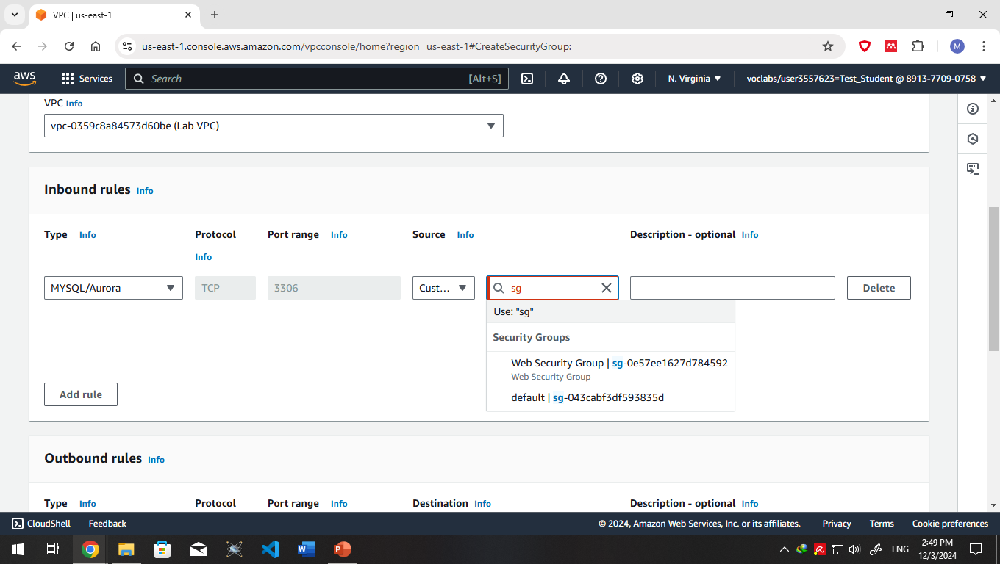 VPC | us-east-1
us-east-1.console.aws.amazon.com/vpcconsole/home?region=us-east-1#CreateSecurityGroup:
M
aws
Services
Search
[Alt+S]
N. Virginia
voclabs/user3557623=Test_Student @ 8913-7709-0758
VPC Info
vpc-0359c8a84573d60be (Lab VPC)
Inbound rules Info
Type Info
Protocol
Info
Port range Info
Source Info
Description - optional Info
MYSQL/Aurora
TCP
3306
Cust...
sg
Delete
Use: "sg"
Security Groups
Web Security Group | sg-0e57ee1627d784592
Web Security Group
default | sg-043cabf3df593835d
Add rule
Outbound rules Info
Type Info
Protocol
Port range Info
Destination Info
Description - optional Info
CloudShell
Feedback
© 2024, Amazon Web Services, Inc. or its affiliates.
Privacy
Terms
Cookie preferences
ENG
2:49 PM
12/3/2024